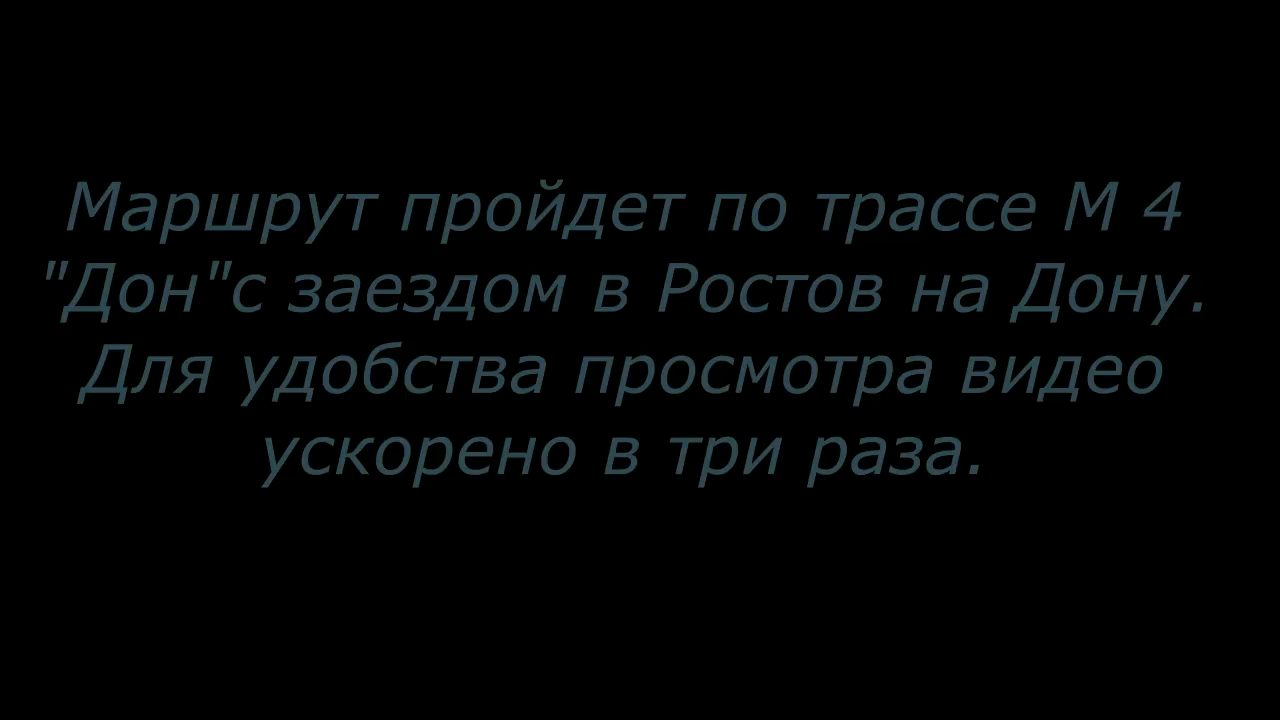 Маршрут пройдет по трассе М 4
"Дон"с заездом в Ростов на Дону.
Для удобства просмотра видео
ускорено в три раза.